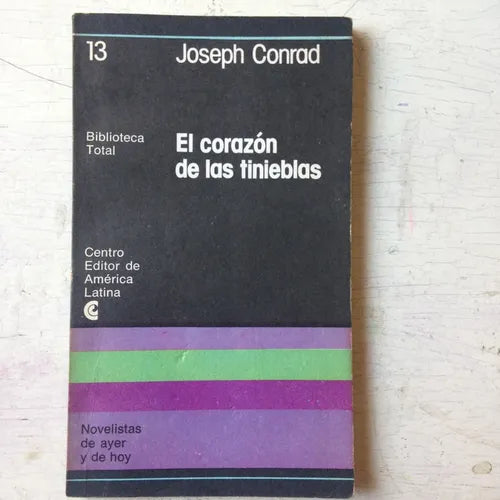 13
Joseph Conrad
Biblioteca
Total
El corazón
de las tinieblas
Centro
Editor de
América
Latina
Novelistas
de ayer
y de hoy